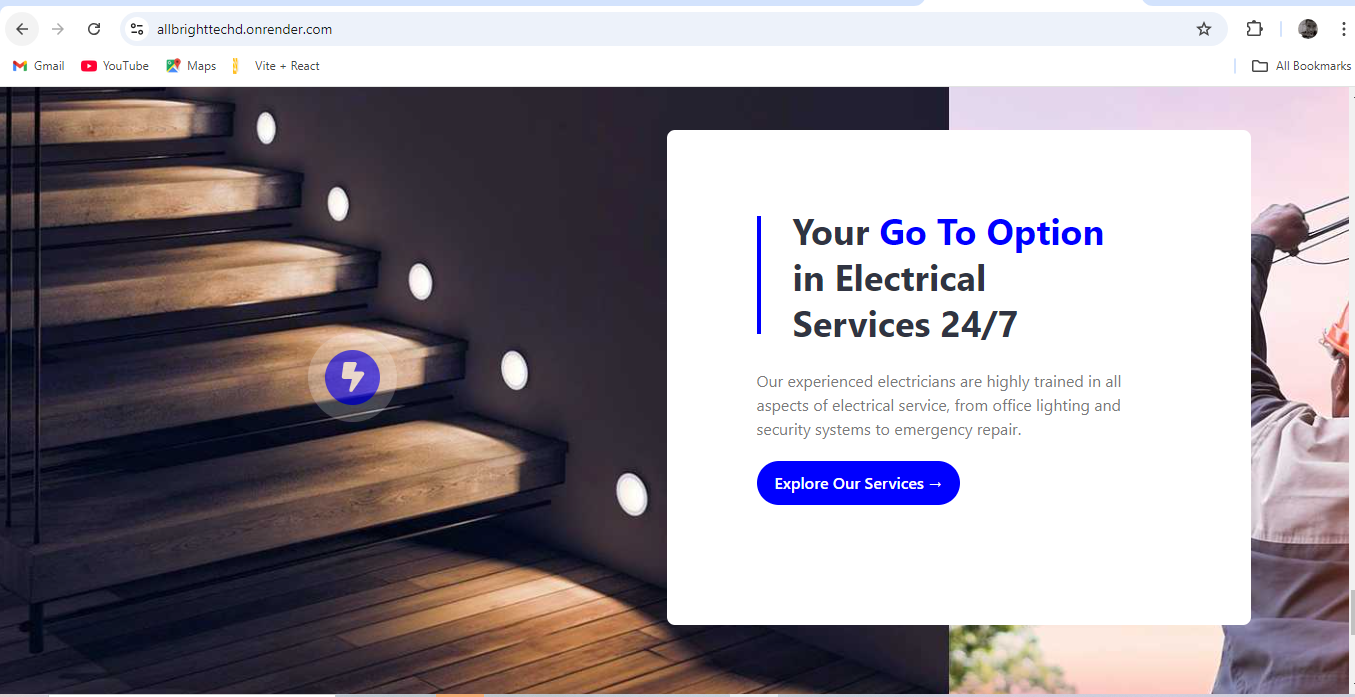 allbrighttechd.onrender.com
Gmail YouTube Maps Vite + React All Bookmarks
Your Go To Option
in Electrical
Services 24/7
Our experienced electricians are highly trained in all
aspects of electrical service, from office lighting and
security systems to emergency repair.
Explore Our Services →